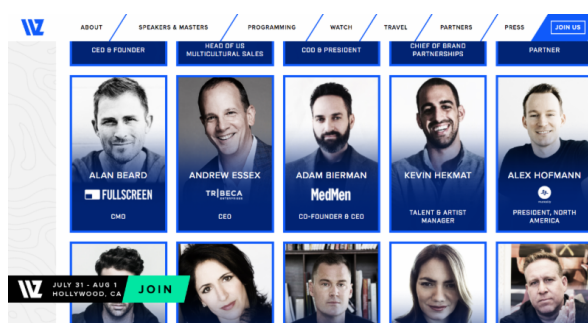 ABOUT
SPEAKERS & MASTERS
PROGRAMMING
WATCH
TRAVEL
PARTNERS
PRESS
JOIN US
CEO & FOUNDER
HEAD OF US
MULTICULTURAL SALES
COO & PRESIDENT
CHIEF OF BRAND
PARTNERSHIPS
PARTNER
ALAN BEARD
FULLSCREEN
CMO
ANDREW ESSEX
TRIBECA
ENTERPRISES
CEO
ADAM BIERMAN
MedMen
CO-FOUNDER & CEO
KEVIN HEKMAT
TALENT & ARTIST
MANAGER
ALEX HOFMANN
PRESIDENT, NORTH
AMERICA
JULY 31 - AUG 1
HOLLYWOOD, CA
JOIN